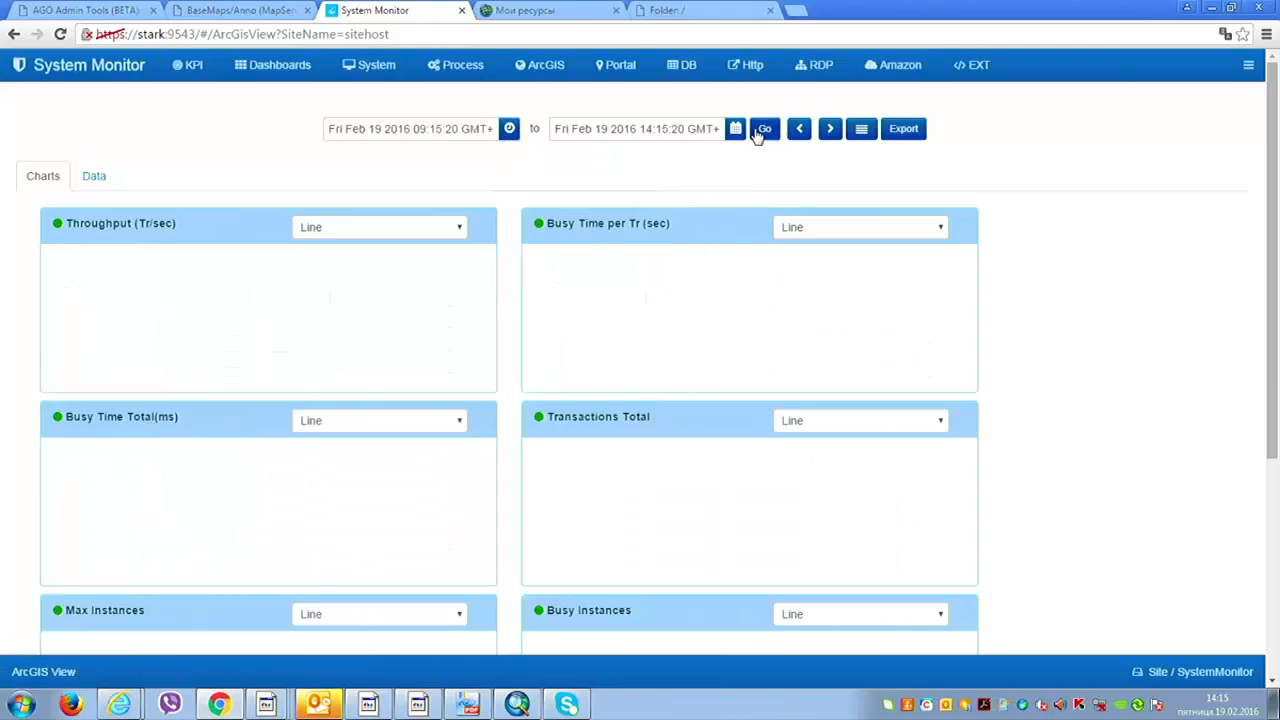 AGO Admin Tools (BETA):
BaseMaps/Anno (MapSer
System Monitor
Мои ресурсы
Folder: /
https://stark:9543/#/ArcGisView?SiteName=sitehost
System Monitor KPI Dashboards System Process ArcGIS Portal DB Http RDP Amazon EXT
Fri Feb 19 2016 09:15:20 GMT+ to Fri Feb 19 2016 14:15:20 GMT+ Go Export
Charts Data
Throughput (Tr/sec) Line
Busy Time per Tr (sec) Line
Busy Time Total(ms) Line
Transactions Total Line
Max Instances Line
Busy Instances Line
ArcGIS View
Site / SystemMonitor
14:15
пятница 19.02.2016